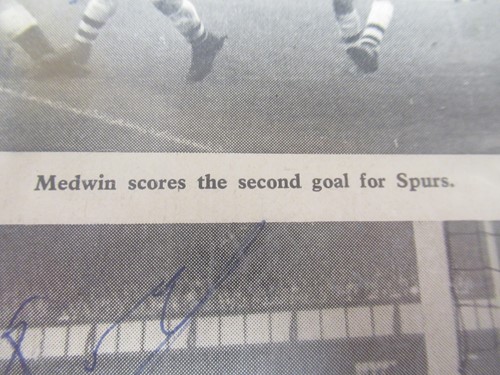 Medwin scores the second goal for Spurs.